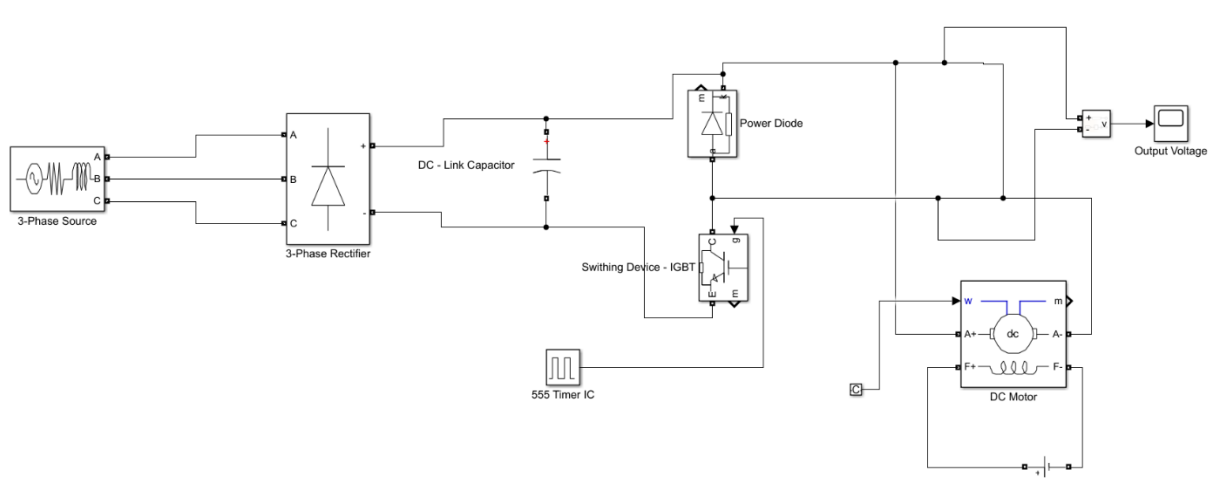 A
B
C
3-Phase Source
A
B
C
+
-
3-Phase Rectifier
+
DC - Link Capacitor
m
k
a
Power Diode
C
g
E
m
Swithing Device - IGBT
555 Timer IC
+
-
v
Output Voltage
C
w
m
A+
dc
A-
F+
F-
DC Motor
+